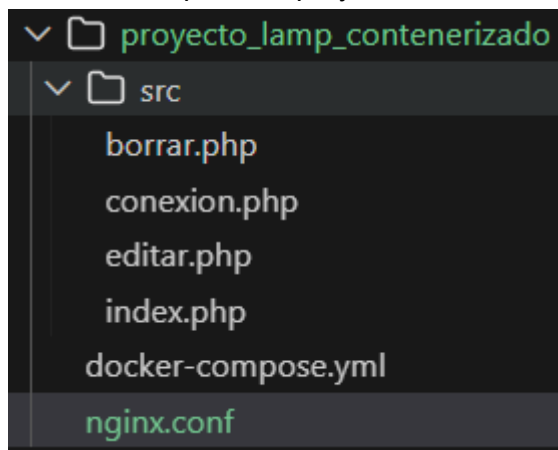 proyecto_lamp_contenerizado
src
borrar.php
conexion.php
editar.php
index.php
docker-compose.yml
nginx.conf